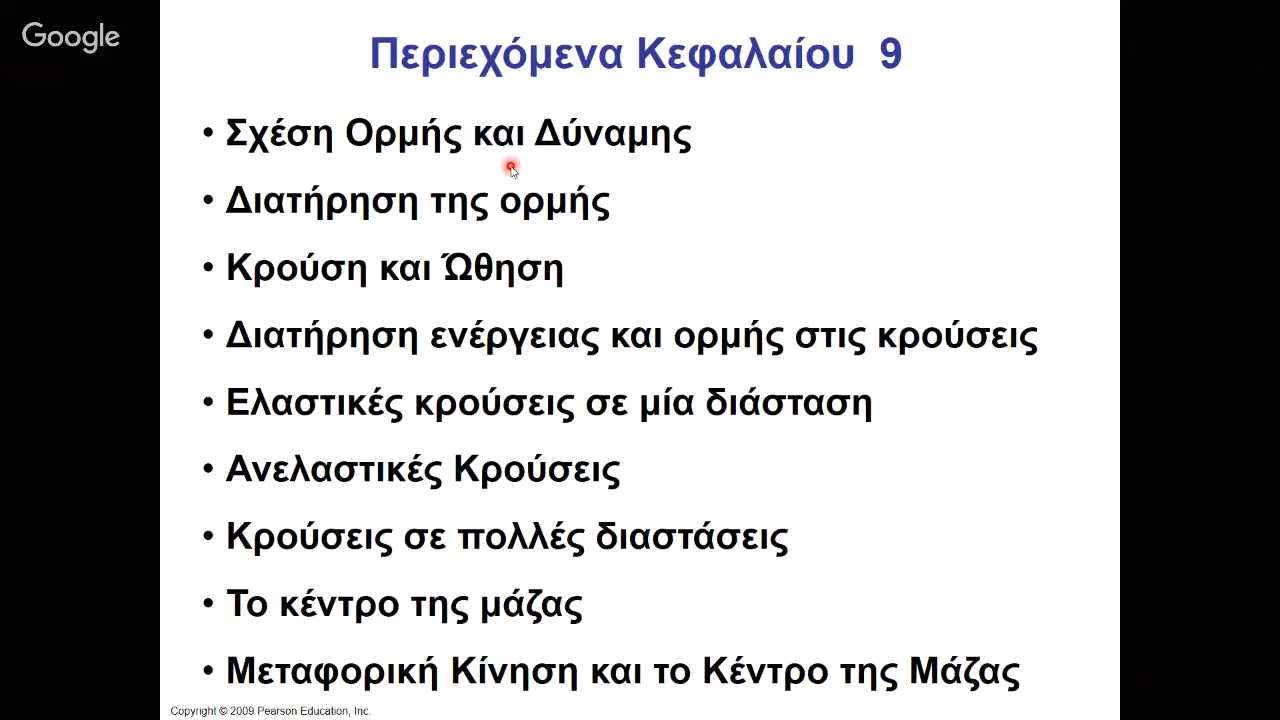 Google
Περιεχόμενα Κεφαλαίου 9
• Σχέση Ορμής και Δύναμης
• Διατήρηση της ορμής
• Κρούση και Ώθηση
• Διατήρηση ενέργειας και ορμής στις κρούσεις
• Ελαστικές κρούσεις σε μία διάσταση
• Ανελαστικές Κρούσεις
• Κρούσεις σε πολλές διαστάσεις
• Το κέντρο της μάζας
• Μεταφορική Κίνηση και το Κέντρο της Μάζας
Copyright © 2009 Pearson Education, Inc.